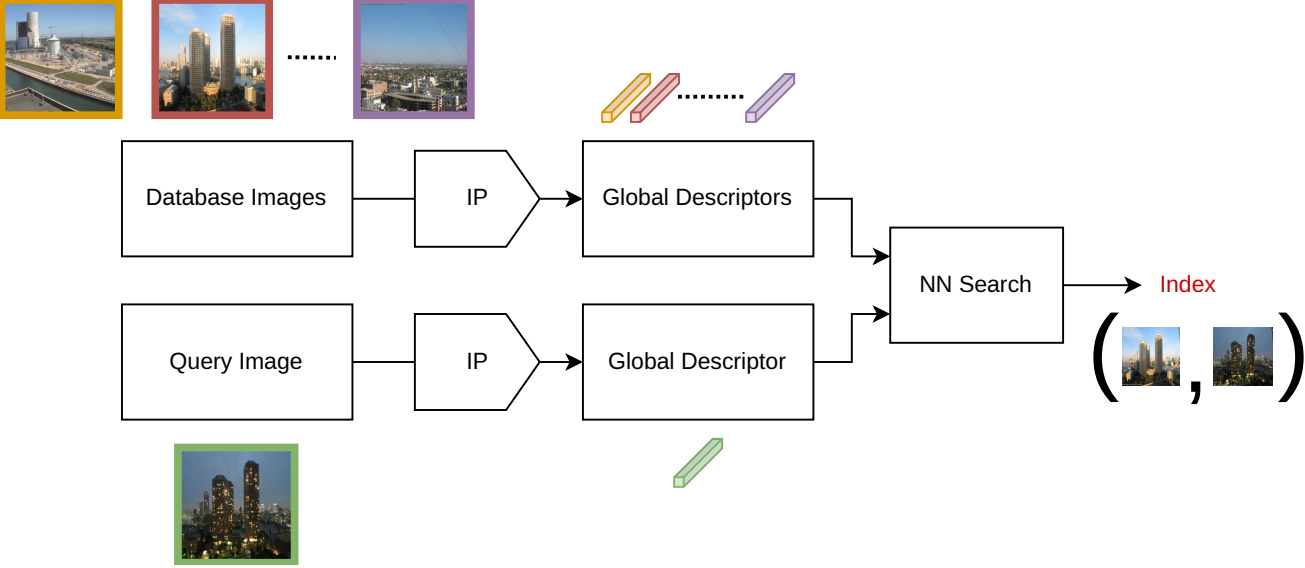 Database Images
IP
Global Descriptors
NN Search
Index
( , )
Query Image
IP
Global Descriptor